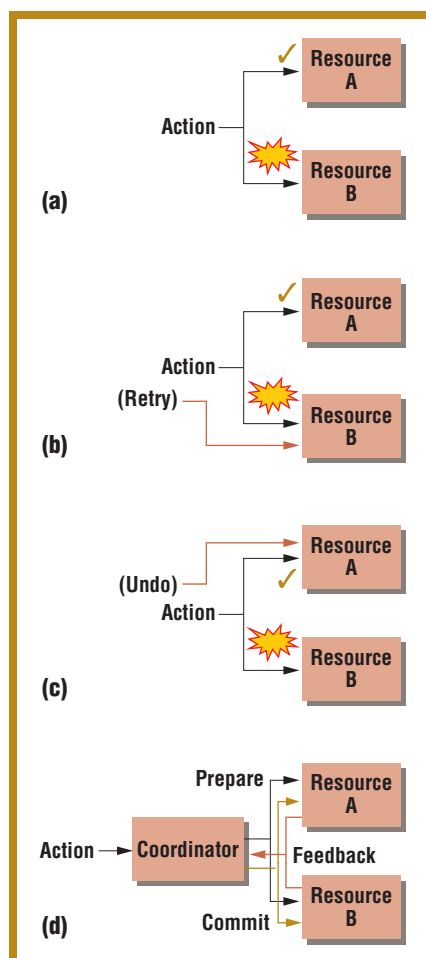 Resource
A
Action
Resource
B
(a)
Resource
A
Action
(Retry)
Resource
B
(b)
Resource
A
(Undo)
Action
Resource
B
(c)
Prepare
Resource
A
Action
Coordinator
Feedback
Resource
B
Commit
(d)